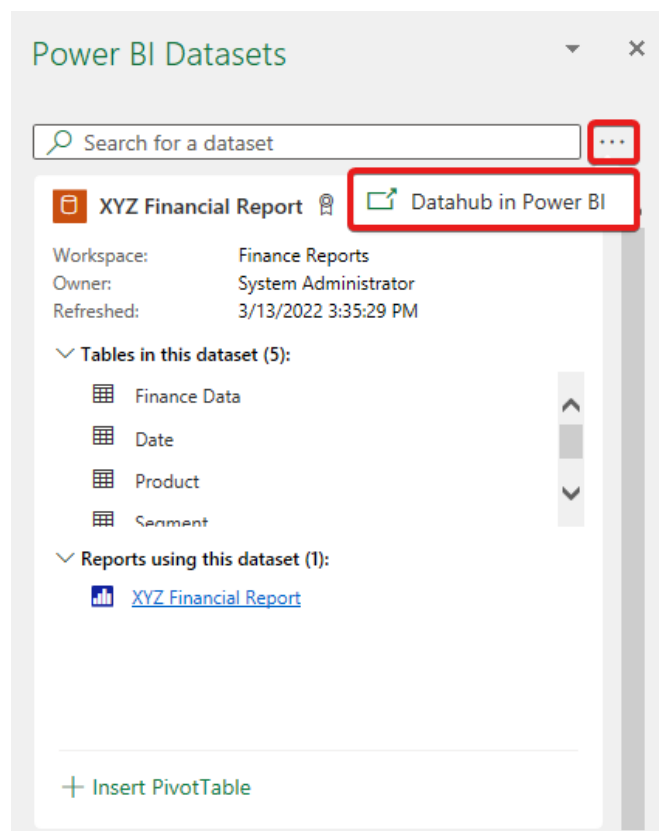 Power BI Datasets
Search for a dataset
...
XYZ Financial Report
Datahub in Power BI
Workspace: Finance Reports
Owner: System Administrator
Refreshed: 3/13/2022 3:35:29 PM
Tables in this dataset (5):
Finance Data
Date
Product
Segment
Reports using this dataset (1):
XYZ Financial Report
Insert PivotTable